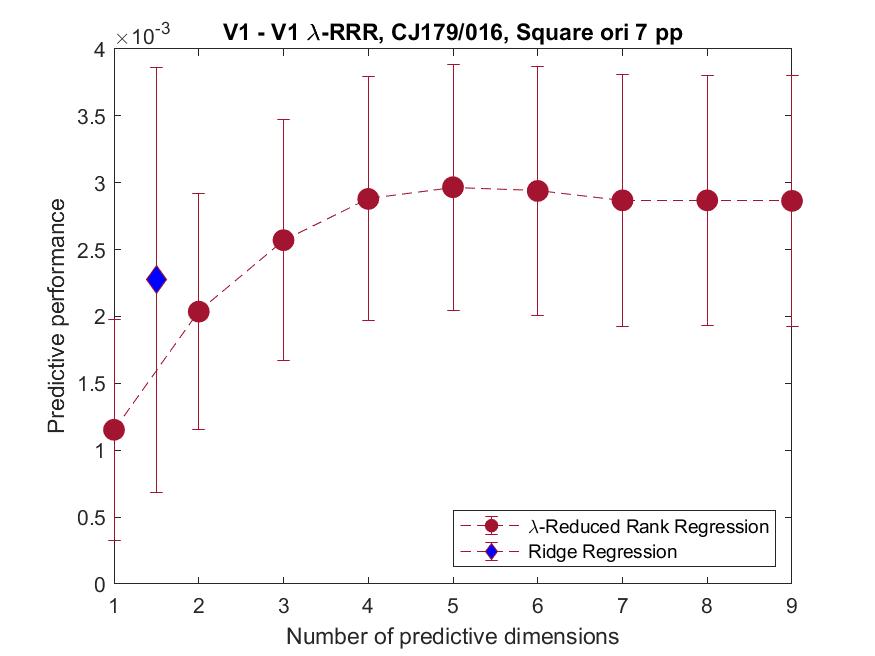 ×10-3
V1 - V1 λ-RRR, CJ179/016, Square ori 7 pp
4
3.5
3
2.5
2
1.5
1
0.5
0
Predictive performance
λ-Reduced Rank Regression
Ridge Regression
1 2 3 4 5 6 7 8 9
Number of predictive dimensions